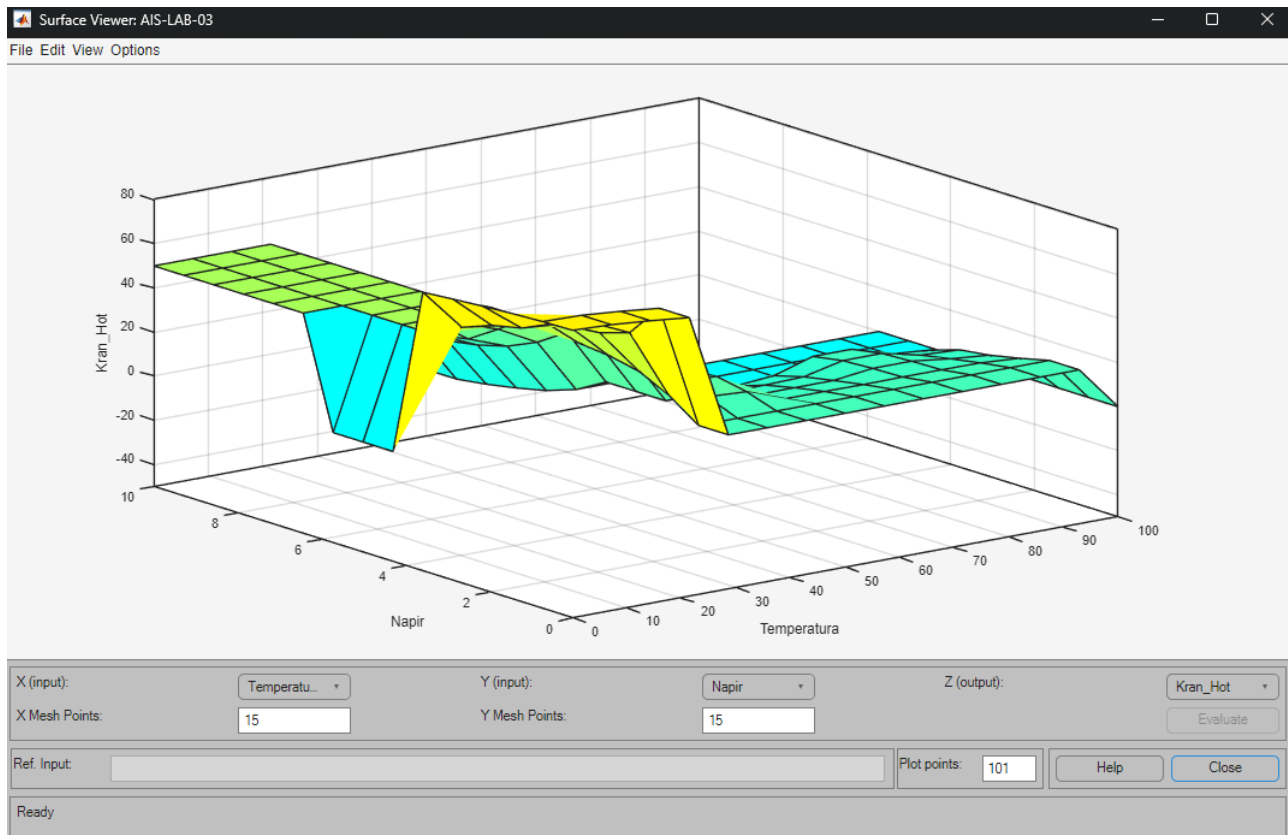 Surface Viewer: AIS-LAB-03
File Edit View Options
80
60
40
20
0
-20
-40
Kran_Hot
10
8
6
4
2
0
Napir
0
10
20
30
40
50
60
70
80
90
100
Temperatura
X (input): Temperatu... Y (input): Napir Z (output): Kran_Hot
X Mesh Points: 15 Y Mesh Points: 15 Evaluate
Ref. Input: Plot points: 101 Help Close
Ready